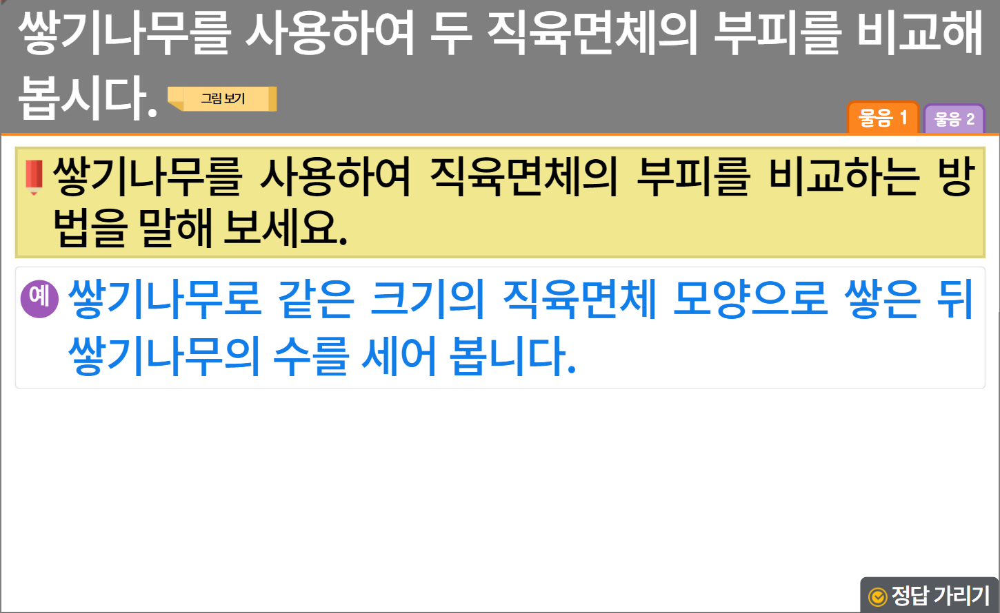 쌓기나무를 사용하여 두 직육면체의 부피를 비교해
봅시다.
그림 보기
물음 1
물음 2
쌓기나무를 사용하여 직육면체의 부피를 비교하는 방
법을 말해 보세요.
예 쌓기나무로 같은 크기의 직육면체 모양으로 쌓은 뒤
쌓기나무의 수를 세어 봅니다.
정답 가리기